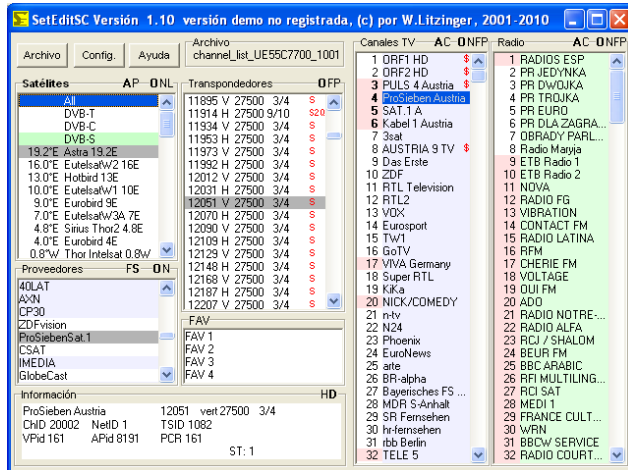 SetEditSC Versión 1.10 versión demo no registrada, (c) por W.Litzinger, 2001-2010
Archivo Config. Ayuda
Archivo
channel_list_UE55C7700_1001
Satélites AP ONL
All
DVB-T
DVB-C
DVB-S
19.2°E Astra 19.2E
16.0°E EutelsatW2 16E
13.0°E Hotbird 13E
10.0°E EutelsatW1 10E
9.0°E Eurobird 9E
7.0°E EutelsatW3A 7E
4.8°E Sirius Thor2 4.8E
4.0°E Eurobird 4E
0.8°W Thor Intelsat 0.8W
Transpondedores OFP
11895 V 27500 3/4 S
11914 H 27500 9/10 S20
11934 V 27500 3/4 S
11953 H 27500 3/4 S
11973 V 27500 3/4 S
11992 H 27500 3/4 S
12012 V 27500 3/4 S
12031 H 27500 3/4 S
12051 V 27500 3/4 S
12070 H 27500 3/4 S
12090 V 27500 3/4 S
12109 H 27500 3/4 S
12129 V 27500 3/4 S
12148 H 27500 3/4 S
12168 V 27500 3/4 S
12187 H 27500 3/4 S
12207 V 27500 3/4 S
Proveedores FS ON
40LAT
AXN
CP30
ZDFvision
ProSiebenSat.1
CSAT
IMEDIA
GlobeCast
FAV
FAV 1
FAV 2
FAV 3
FAV 4
Información HD
ProSieben Austria 12051 vert 27500 3/4
ChID 20002 NetID 1 TSID 1082
VPid 161 APid 8191 PCR 161
ST: 1
Canales TV AC ONFP
1 ORF1 HD $
2 ORF2 HD $
3 PULS 4 Austria $
4 ProSieben Austria
5 SAT.1 A
6 Kabel 1 Austria
7 3sat
8 AUSTRIA 9 TV $
9 Das Erste
10 ZDF
11 RTL Television
12 RTL2
13 VOX
14 Eurosport
15 TW1
16 GoTV
17 VIVA Germany
18 Super RTL
19 KiKa
20 NICK/COMEDY
21 n-tv
22 N24
23 Phoenix
24 EuroNews
25 arte
26 BR-alpha
27 Bayerisches FS ...
28 MDR S-Anhalt
29 SR Fernsehen
30 hr-fernsehen
31 rbb Berlin
32 TELE 5
Radio AC ONFP
1 RADIOS ESP
2 PR JEDYNKA
3 PR DWOJKA
4 PR TROJKA
5 PR EURO
6 PR DLA ZAGRA...
7 OBRADY PARL...
8 Radio Maryja
9 ETB Radio 1
10 ETB Radio 2
11 NOVA
12 RADIO FG
13 VIBRATION
14 CONTACT FM
15 RADIO LATINA
16 RFM
17 CHERIE FM
18 VOLTAGE
19 OUI FM
20 ADO
21 RADIO NOTRE-...
22 RADIO ALFA
23 RCJ / SHALOM
24 BEUR FM
25 BBC ARABIC
26 RFI MULTILING...
27 RCI SAT
28 MEDI 1
29 FRANCE CULT...
30 WRN
31 BBCW SERVICE
32 RADIO COURT...